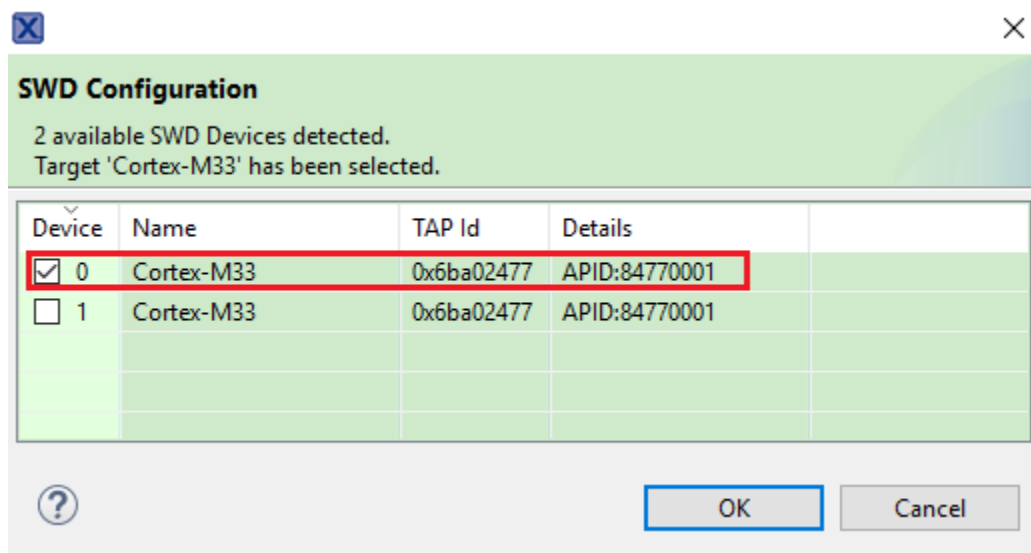 SWD Configuration
2 available SWD Devices detected.
Target 'Cortex-M33' has been selected.
Device Name TAP Id Details
0 Cortex-M33 0x6ba02477 APID:84770001
1 Cortex-M33 0x6ba02477 APID:84770001
OK Cancel